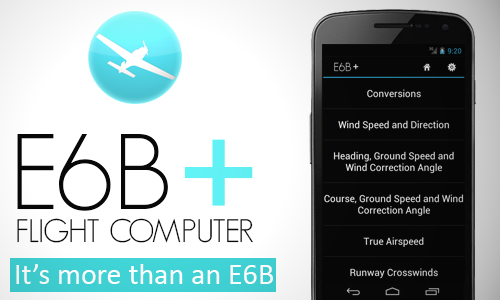 E6B+
FLIGHT COMPUTER
It's more than an E6B
9:20
E6B+
Conversions
Wind Speed and Direction
Heading, Ground Speed and
Wind Correction Angle
Course, Ground Speed and Wind
Correction Angle
True Airspeed
Runway Crosswinds